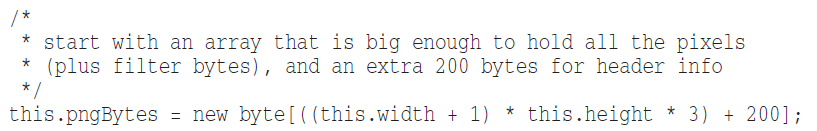 /*
 * start with an array that is big enough to hold all the pixels
 * (plus filter bytes), and an extra 200 bytes for header info
 */
this.pngBytes = new byte[((this.width + 1) * this.height * 3) + 200];